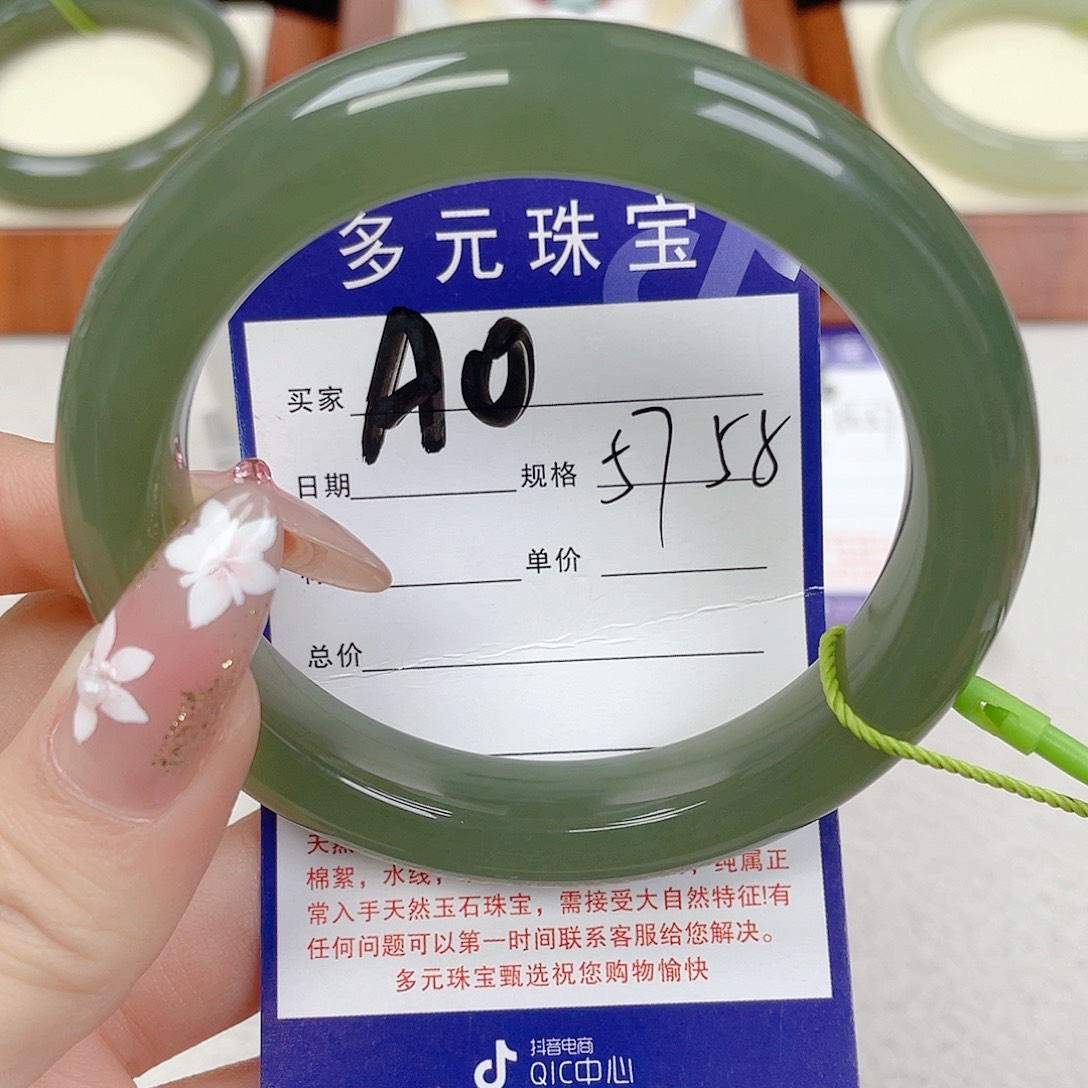 多元珠宝
买家 A0
日期 规格 57 58
单价
总价
天然
棉絮，水线， 纯属正
常入手天然玉石珠宝，需接受大自然特征!有
任何问题可以第一时间联系客服给您解决。
多元珠宝甄选祝您购物愉快
抖音电商
QIC中心